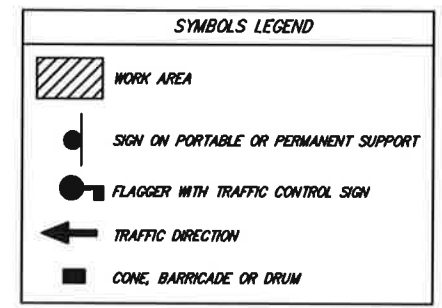 SYMBOLS LEGEND
WORK AREA
SIGN ON PORTABLE OR PERMANENT SUPPORT
FLAGGER WITH TRAFFIC CONTROL SIGN
TRAFFIC DIRECTION
CONE, BARRICADE OR DRUM